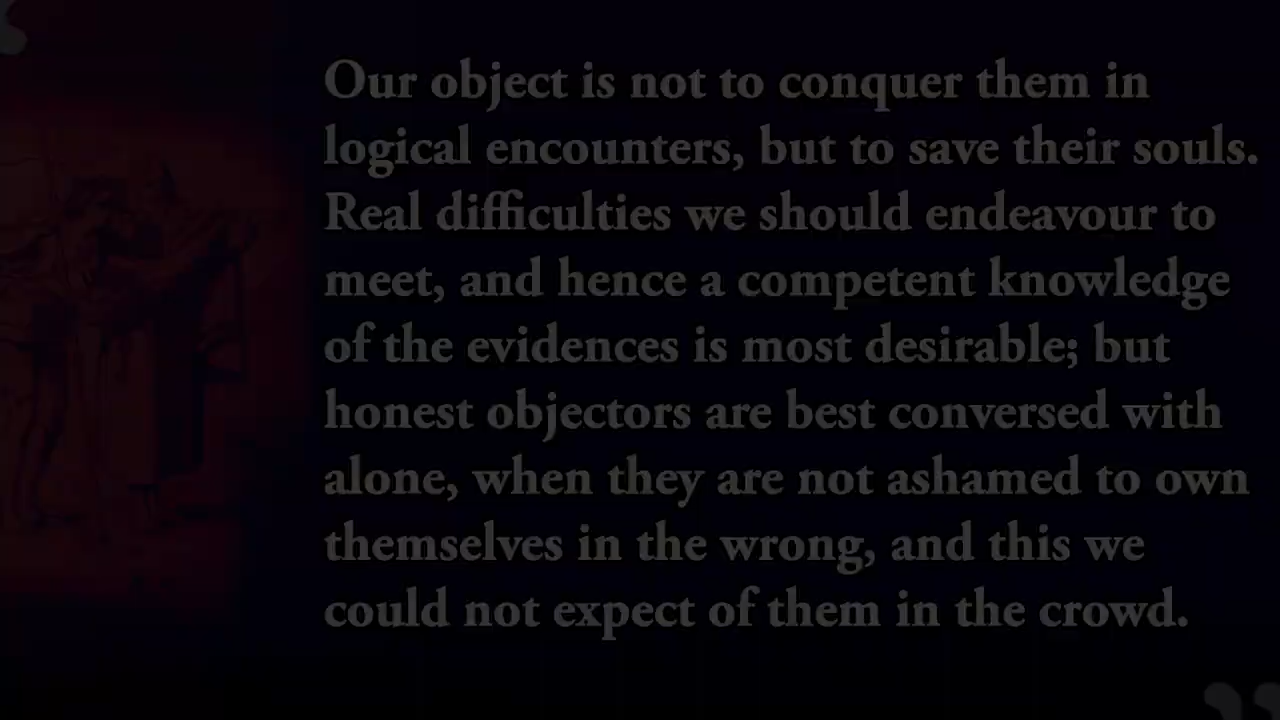 Our object is not to conquer them in
logical encounters, but to save their souls.
Real difficulties we should endeavour to
meet, and hence a competent knowledge
of the evidences is most desirable; but
honest objectors are best conversed with
alone, when they are not ashamed to own
themselves in the wrong, and this we
could not expect of them in the crowd.